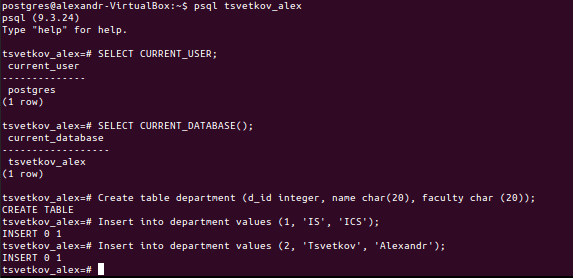 postgres@alexandr-VirtualBox:~$ psql tsvetkov_alex
psql (9.3.24)
Type "help" for help.
tsvetkov_alex=# SELECT CURRENT_USER;
current_user
--------------
postgres
(1 row)
tsvetkov_alex=# SELECT CURRENT_DATABASE();
current_database
------------------
tsvetkov_alex
(1 row)
tsvetkov_alex=# Create table department (d_id integer, name char(20), faculty char (20));
CREATE TABLE
tsvetkov_alex=# Insert into department values (1, 'IS', 'ICS');
INSERT 0 1
tsvetkov_alex=# Insert into department values (2, 'Tsvetkov', 'Alexandr');
INSERT 0 1
tsvetkov_alex=#